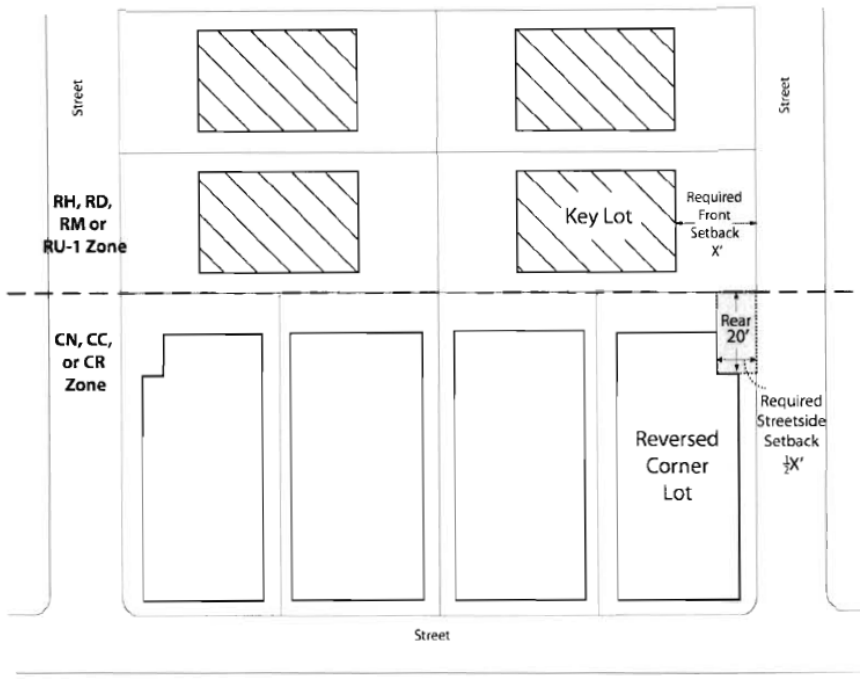 Street
Street
RH, RD,
RM or
RU-1 Zone
Key Lot
Required
Front
Setback
X'
CN, CC,
or CR
Zone
Rear
20'
Required
Streetside
Setback
½X'
Reversed
Corner
Lot
Street